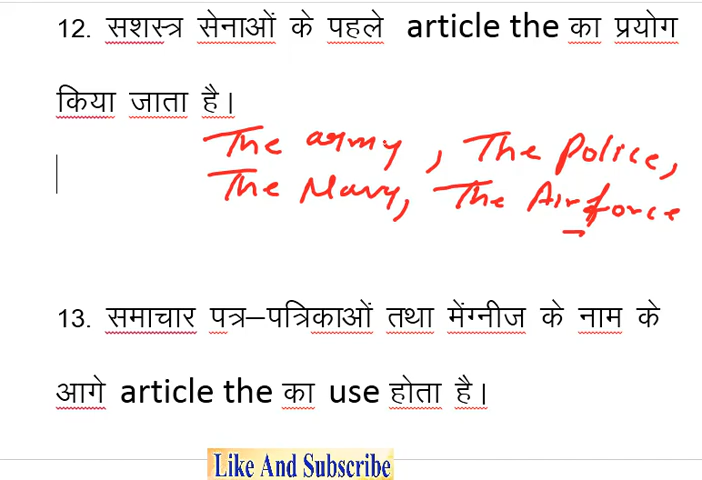 12. सशस्त्र सेनाओं के पहले article the का प्रयोग
किया जाता है।
The army, The Police,
The Navy, The Airforce
13. समाचार पत्र–पत्रिकाओं तथा मेंग्नीज के नाम के
आगे article the का use होता है।
Like And Subscribe